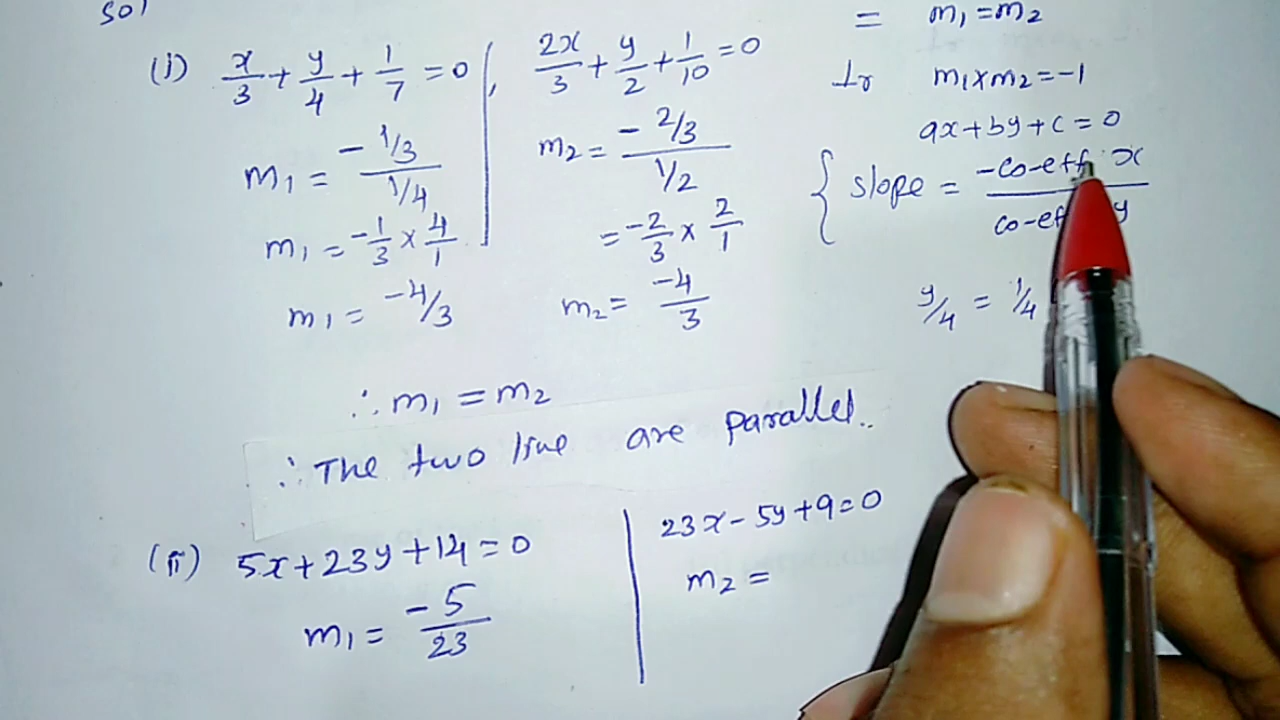 Sol
(i) x/3 + y/4 + 1/7 = 0 , 2x/3 + y/2 + 1/10 = 0
m1 = - 1/3 / 1/4
m2 = - 2/3 / 1/2
m1 = -1/3 × 4/1
= -2/3 × 2/1
m1 = -4/3
m2 = -4/3
∴ m1 = m2
∴ The two line are parallel..
(ii) 5x + 23y + 14 = 0
m1 = -5/23
23x - 5y + 9 = 0
m2 =
= m1 = m2
⊥r m1 × m2 = -1
ax + by + c = 0
{ slope = -co-eff x / co-ef y
y/4 = 1/4